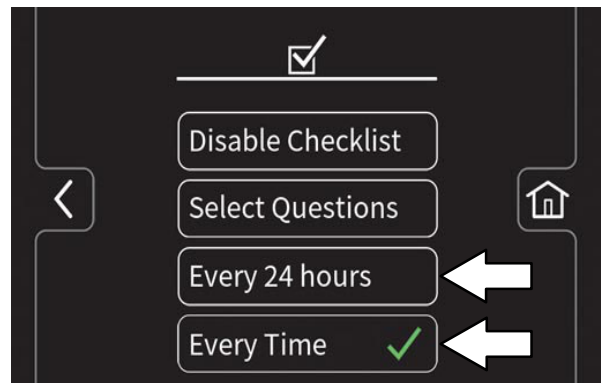 Disable Checklist
Select Questions
Every 24 hours
Every Time